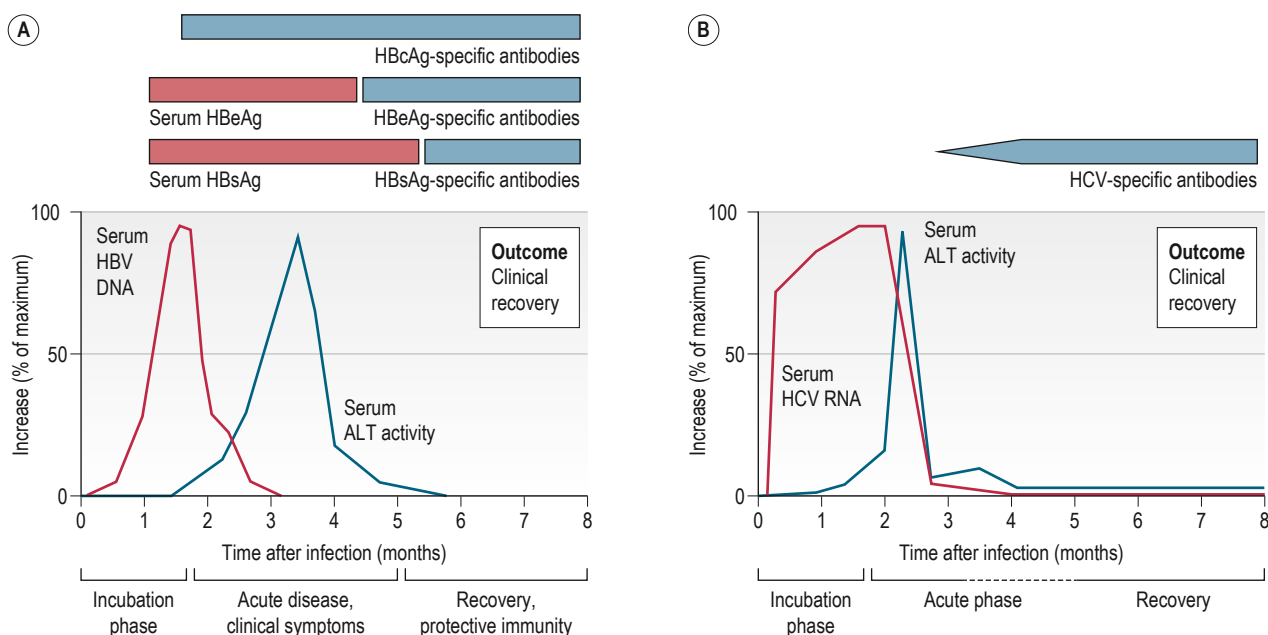 A
HBcAg-specific antibodies
Serum HBeAg
HBeAg-specific antibodies
Serum HBsAg
HBsAg-specific antibodies
Increase (% of maximum)
100
50
0
Serum
HBV
DNA
Serum
ALT activity
Outcome
Clinical
recovery
0 1 2 3 4 5 6 7 8
Time after infection (months)
Incubation
phase
Acute disease,
clinical symptoms
Recovery,
protective immunity
B
HCV-specific antibodies
Increase (% of maximum)
100
50
0
Serum
HCV RNA
Serum
ALT activity
Outcome
Clinical
recovery
0 1 2 3 4 5 6 7 8
Time after infection (months)
Incubation
phase
Acute phase
Recovery